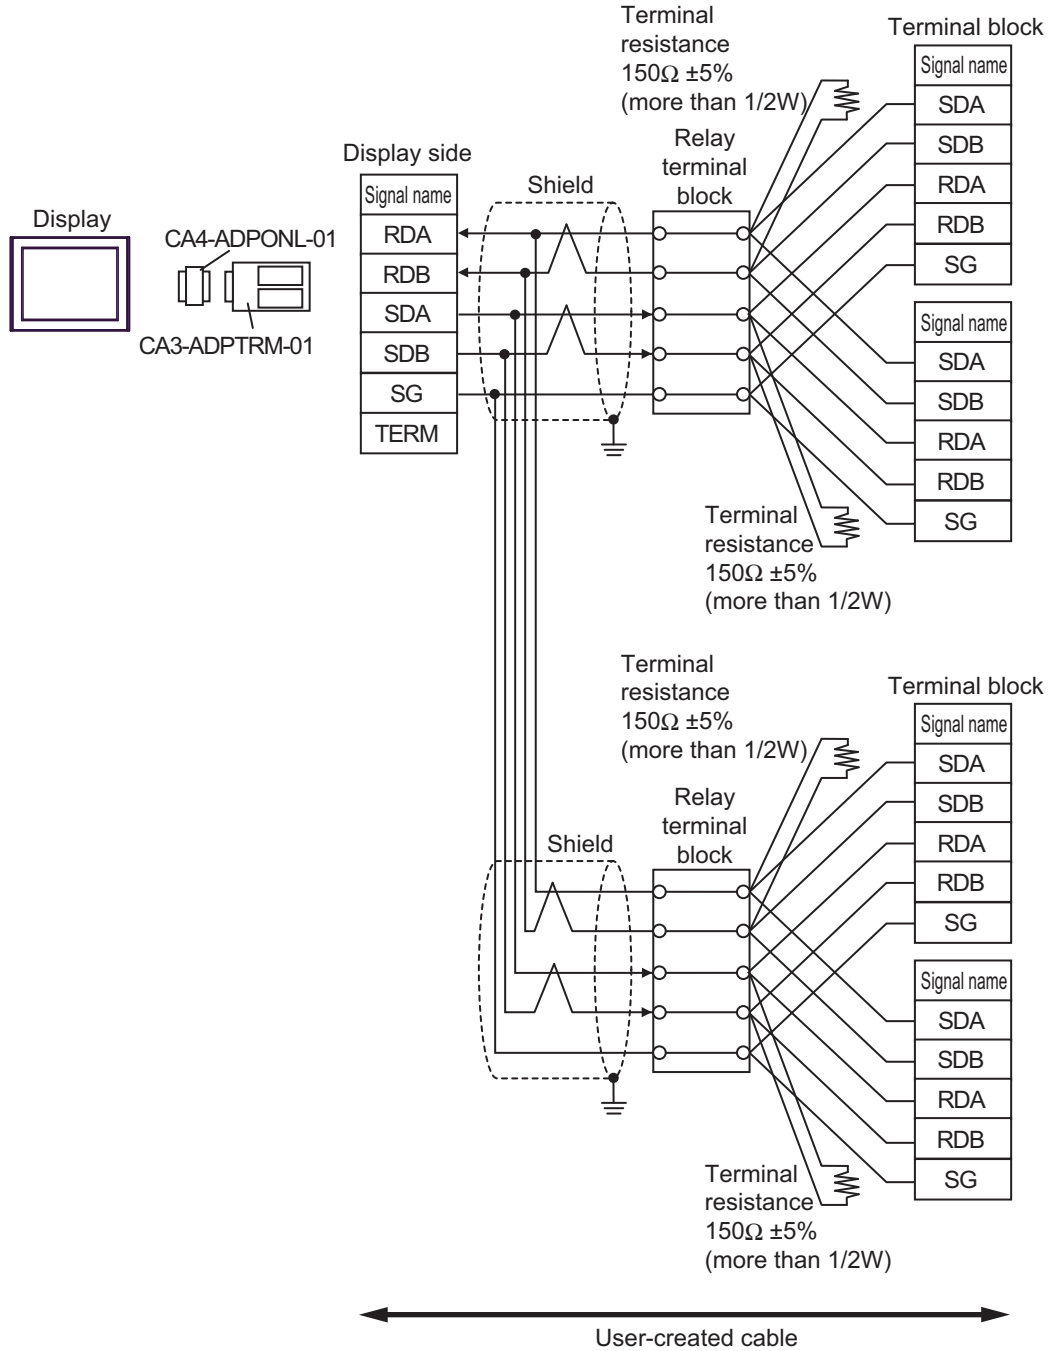 Terminal
resistance
150Ω ±5%
(more than 1/2W)
Terminal block
Signal name
SDA
SDB
RDA
RDB
SG
Signal name
SDA
SDB
RDA
RDB
SG
Relay
terminal
block
Display side
Signal name
RDA
RDB
SDA
SDB
SG
TERM
Shield
Display
CA4-ADPONL-01
CA3-ADPTRM-01
Terminal
resistance
150Ω ±5%
(more than 1/2W)
Terminal
resistance
150Ω ±5%
(more than 1/2W)
Terminal block
Signal name
SDA
SDB
RDA
RDB
SG
Signal name
SDA
SDB
RDA
RDB
SG
Relay
terminal
block
Shield
Terminal
resistance
150Ω ±5%
(more than 1/2W)
User-created cable